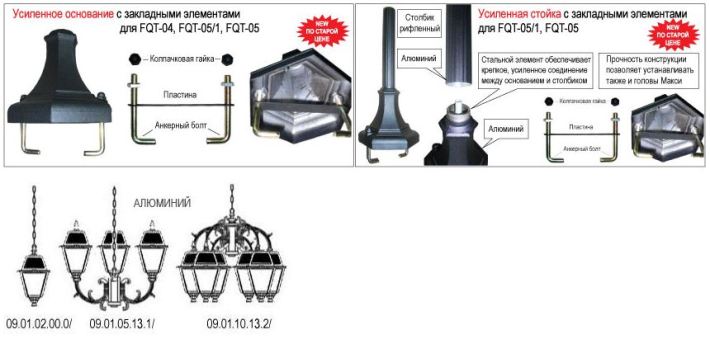 Усиленное основание с закладными элементами
для FQT-04, FQT-05/1, FQT-05
NEW
ПО СТАРОЙ
ЦЕНЕ
Колпачковая гайка
Пластина
Анкерный болт
Столбик
рифленный
Алюминий
Усиленная стойка с закладными элементами
для FQT-05/1, FQT-05
NEW
ПО СТАРОЙ
ЦЕНЕ
Стальной элемент обеспечивает
крепкое, усиленное соединение
между основанием и столбиком
Прочность конструкции
позволяет устанавливать
также и головы Макси
Колпачковая гайка
Пластина
Анкерный болт
Алюминий
АЛЮМИНИЙ
09.01.02.00.0/
09.01.05.13.1/
09.01.10.13.2/